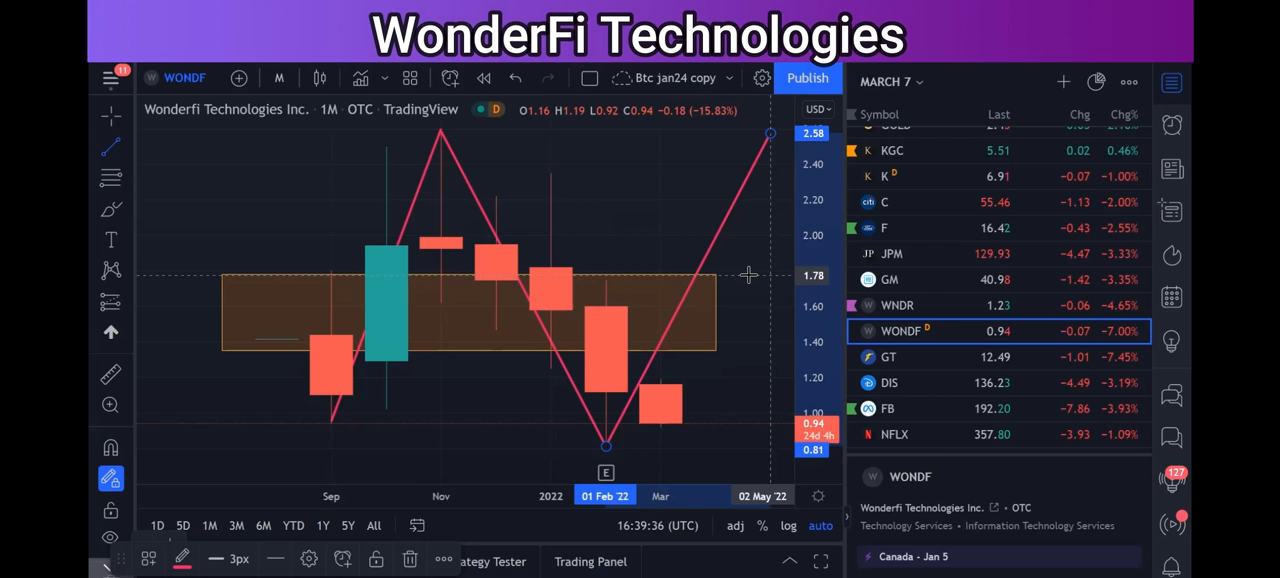 WonderFi Technologies
11
W WONDF M Btc jan24 copy Publish
Wonderfi Technologies Inc. · 1M · OTC · TradingView D O1.16 H1.19 L0.92 C0.94 −0.18 (−15.83%)
USD
2.58
2.40
2.20
2.00
1.78
1.60
1.40
1.20
1.00
0.94
24d 4h
0.81
E
Sep Nov 2022 01 Feb '22 Mar 02 May '22
1D 5D 1M 3M 6M YTD 1Y 5Y All 16:39:36 (UTC) adj % log auto
3px ategy Tester Trading Panel
MARCH 7
Symbol Last Chg Chg%
KGC 5.51 0.02 0.46%
K D 6.91 −0.07 −1.00%
citi C 55.46 −1.13 −2.00%
F 16.42 −0.43 −2.55%
JP JPM 129.93 −4.47 −3.33%
GM 40.98 −1.42 −3.35%
W WNDR 1.23 −0.06 −4.65%
W WONDF D 0.94 −0.07 −7.00%
GT 12.49 −1.01 −7.45%
DIS 136.23 −4.49 −3.19%
FB 192.20 −7.86 −3.93%
N NFLX 357.80 −3.93 −1.09%
W WONDF
Wonderfi Technologies Inc. · OTC
Technology Services • Information Technology Services
Canada - Jan 5
127